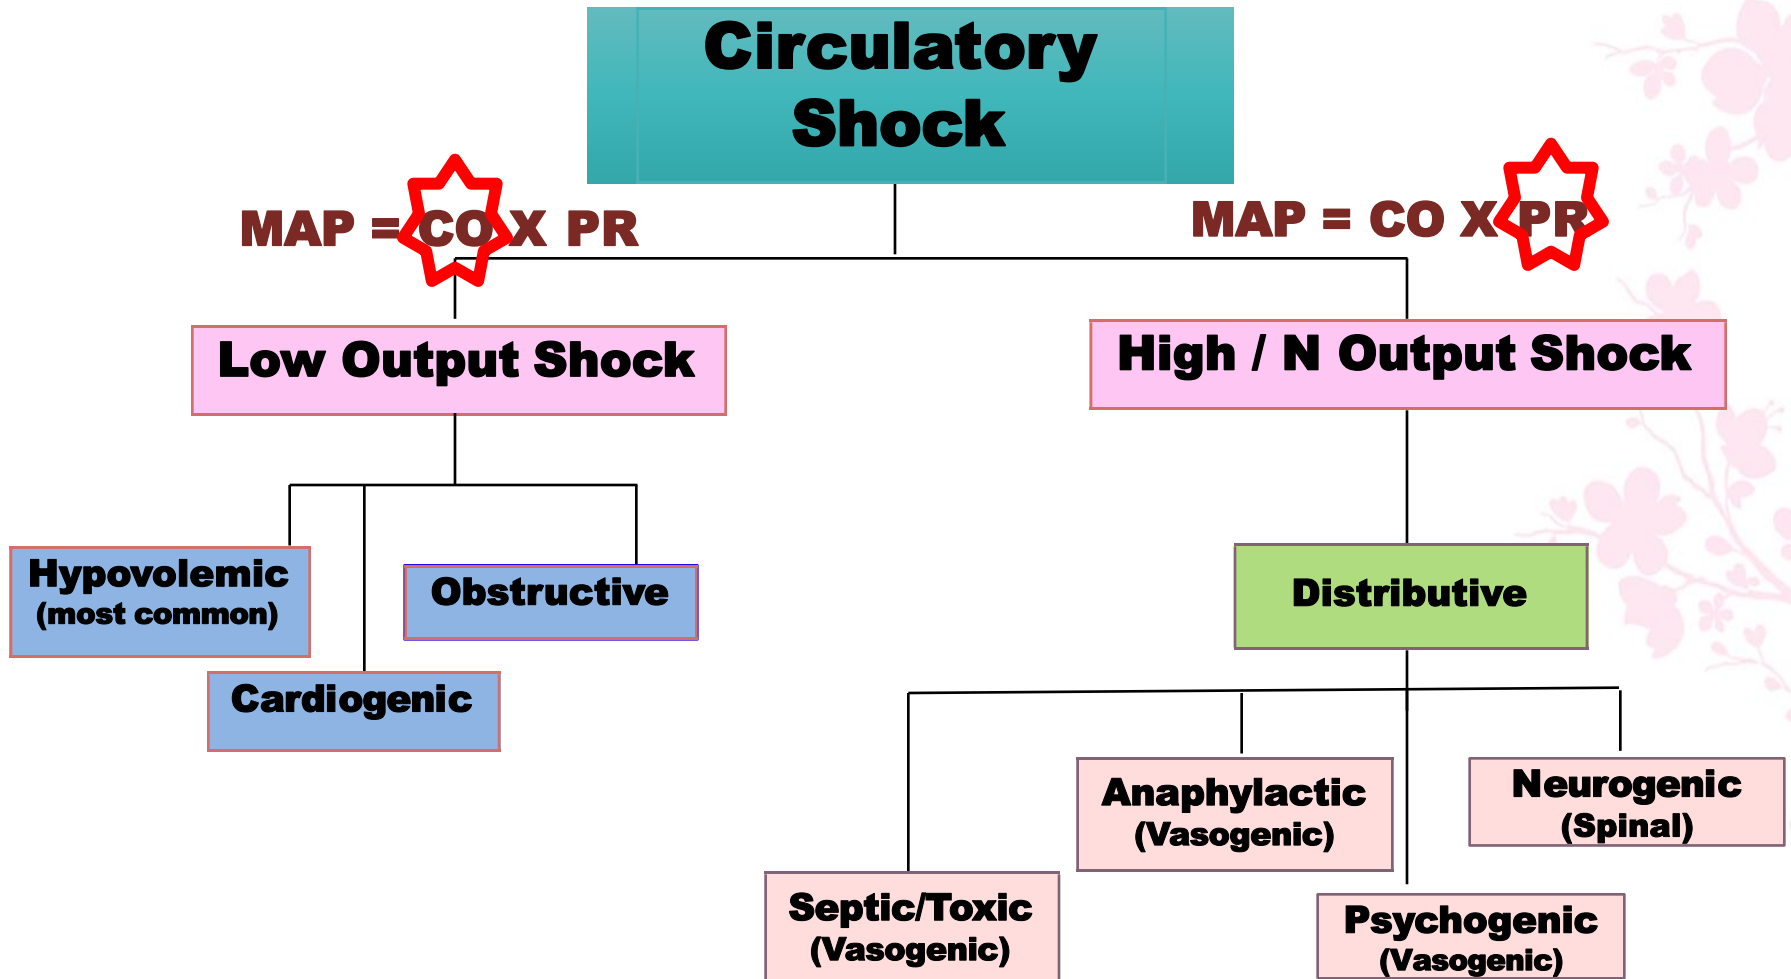 Circulatory
Shock
MAP = CO X PR
MAP = CO X PR
Low Output Shock
High / N Output Shock
Hypovolemic
(most common)
Obstructive
Cardiogenic
Distributive
Anaphylactic
(Vasogenic)
Neurogenic
(Spinal)
Septic/Toxic
(Vasogenic)
Psychogenic
(Vasogenic)